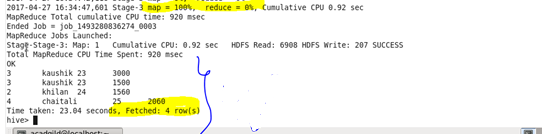 2017-04-27 16:34:47,601 Stage-3 map = 100%, reduce = 0%, Cumulative CPU 0.92 sec
MapReduce Total cumulative CPU time: 920 msec
Ended Job = job_1493280836274_0003
MapReduce Jobs Launched:
Stage-Stage-3: Map: 1 Cumulative CPU: 0.92 sec HDFS Read: 6908 HDFS Write: 207 SUCCESS
Total MapReduce CPU Time Spent: 920 msec
OK
3 kaushik 23 3000
3 kaushik 23 1500
2 khilan 24 1560
4 chaitali 25 2060
Time taken: 23.04 seconds, Fetched: 4 row(s)
hive>
acadgild@localhost:~